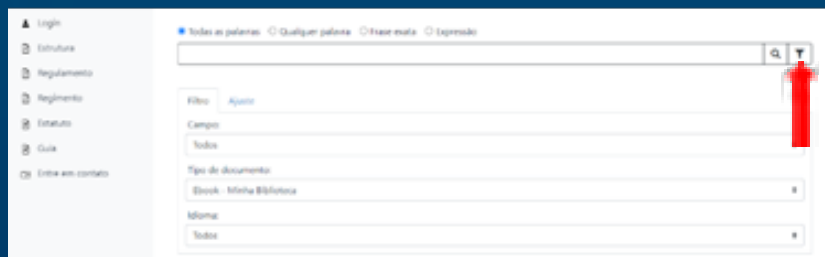 Login
Estrutura
Regulamento
Regimento
Estatuto
Guia
Entre em contato
Todas as palavras Qualquer palavra Frase exata Expressão
Filtro Ajuste
Campo:
Todos
Tipo de documento:
Ebook - Minha Biblioteca
Idioma:
Todos